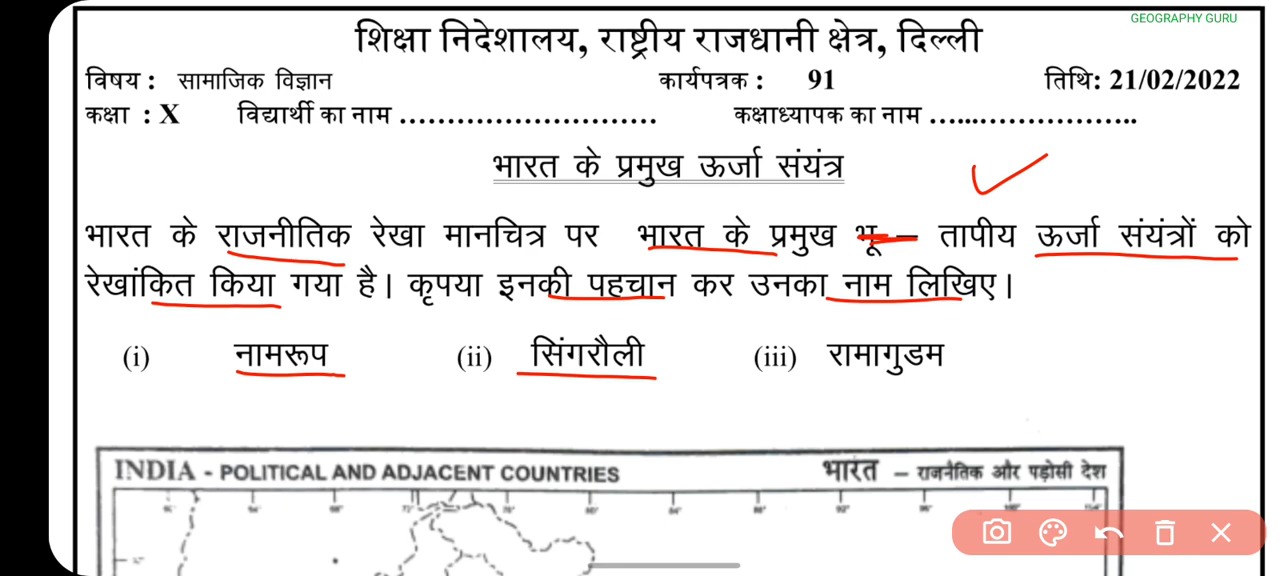 GEOGRAPHY GURU
शिक्षा निदेशालय, राष्ट्रीय राजधानी क्षेत्र, दिल्ली
विषय : सामाजिक विज्ञान कार्यपत्रक : 91 तिथि: 21/02/2022
कक्षा : X विद्यार्थी का नाम ........................... कक्षाध्यापक का नाम ......................
भारत के प्रमुख ऊर्जा संयंत्र
भारत के राजनीतिक रेखा मानचित्र पर भारत के प्रमुख भू – तापीय ऊर्जा संयंत्रों को
रेखांकित किया गया है। कृपया इनकी पहचान कर उनका नाम लिखिए।
(i) नामरूप (ii) सिंगरौली (iii) रामागुडम
INDIA - POLITICAL AND ADJACENT COUNTRIES भारत – राजनैतिक और पड़ोसी देश